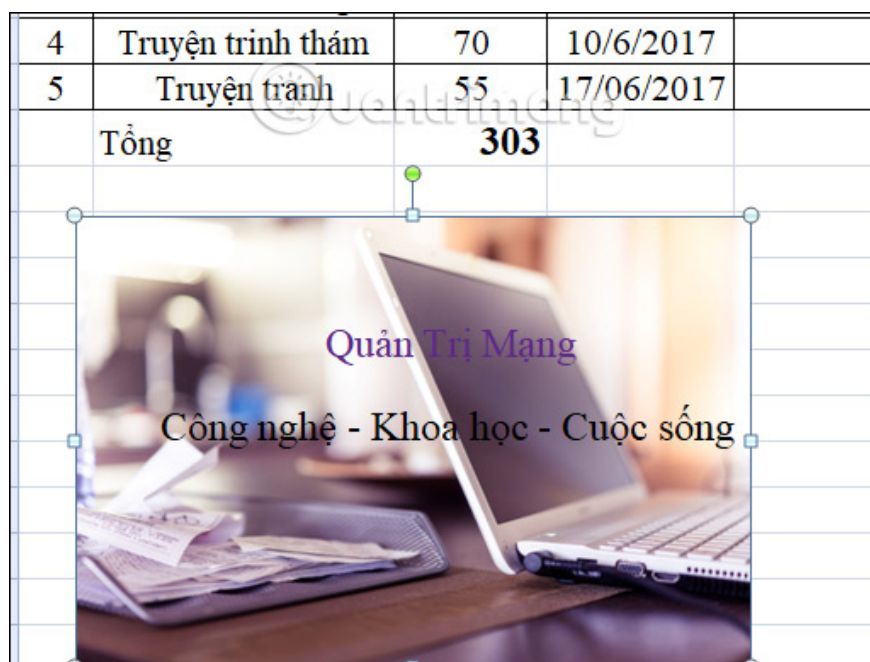 4 Truyện trinh thám 70 10/6/2017
5 Truyện tranh 55 17/06/2017
Quantrimang
Tổng 303
Quản Trị Mạng
Công nghệ - Khoa học - Cuộc sống